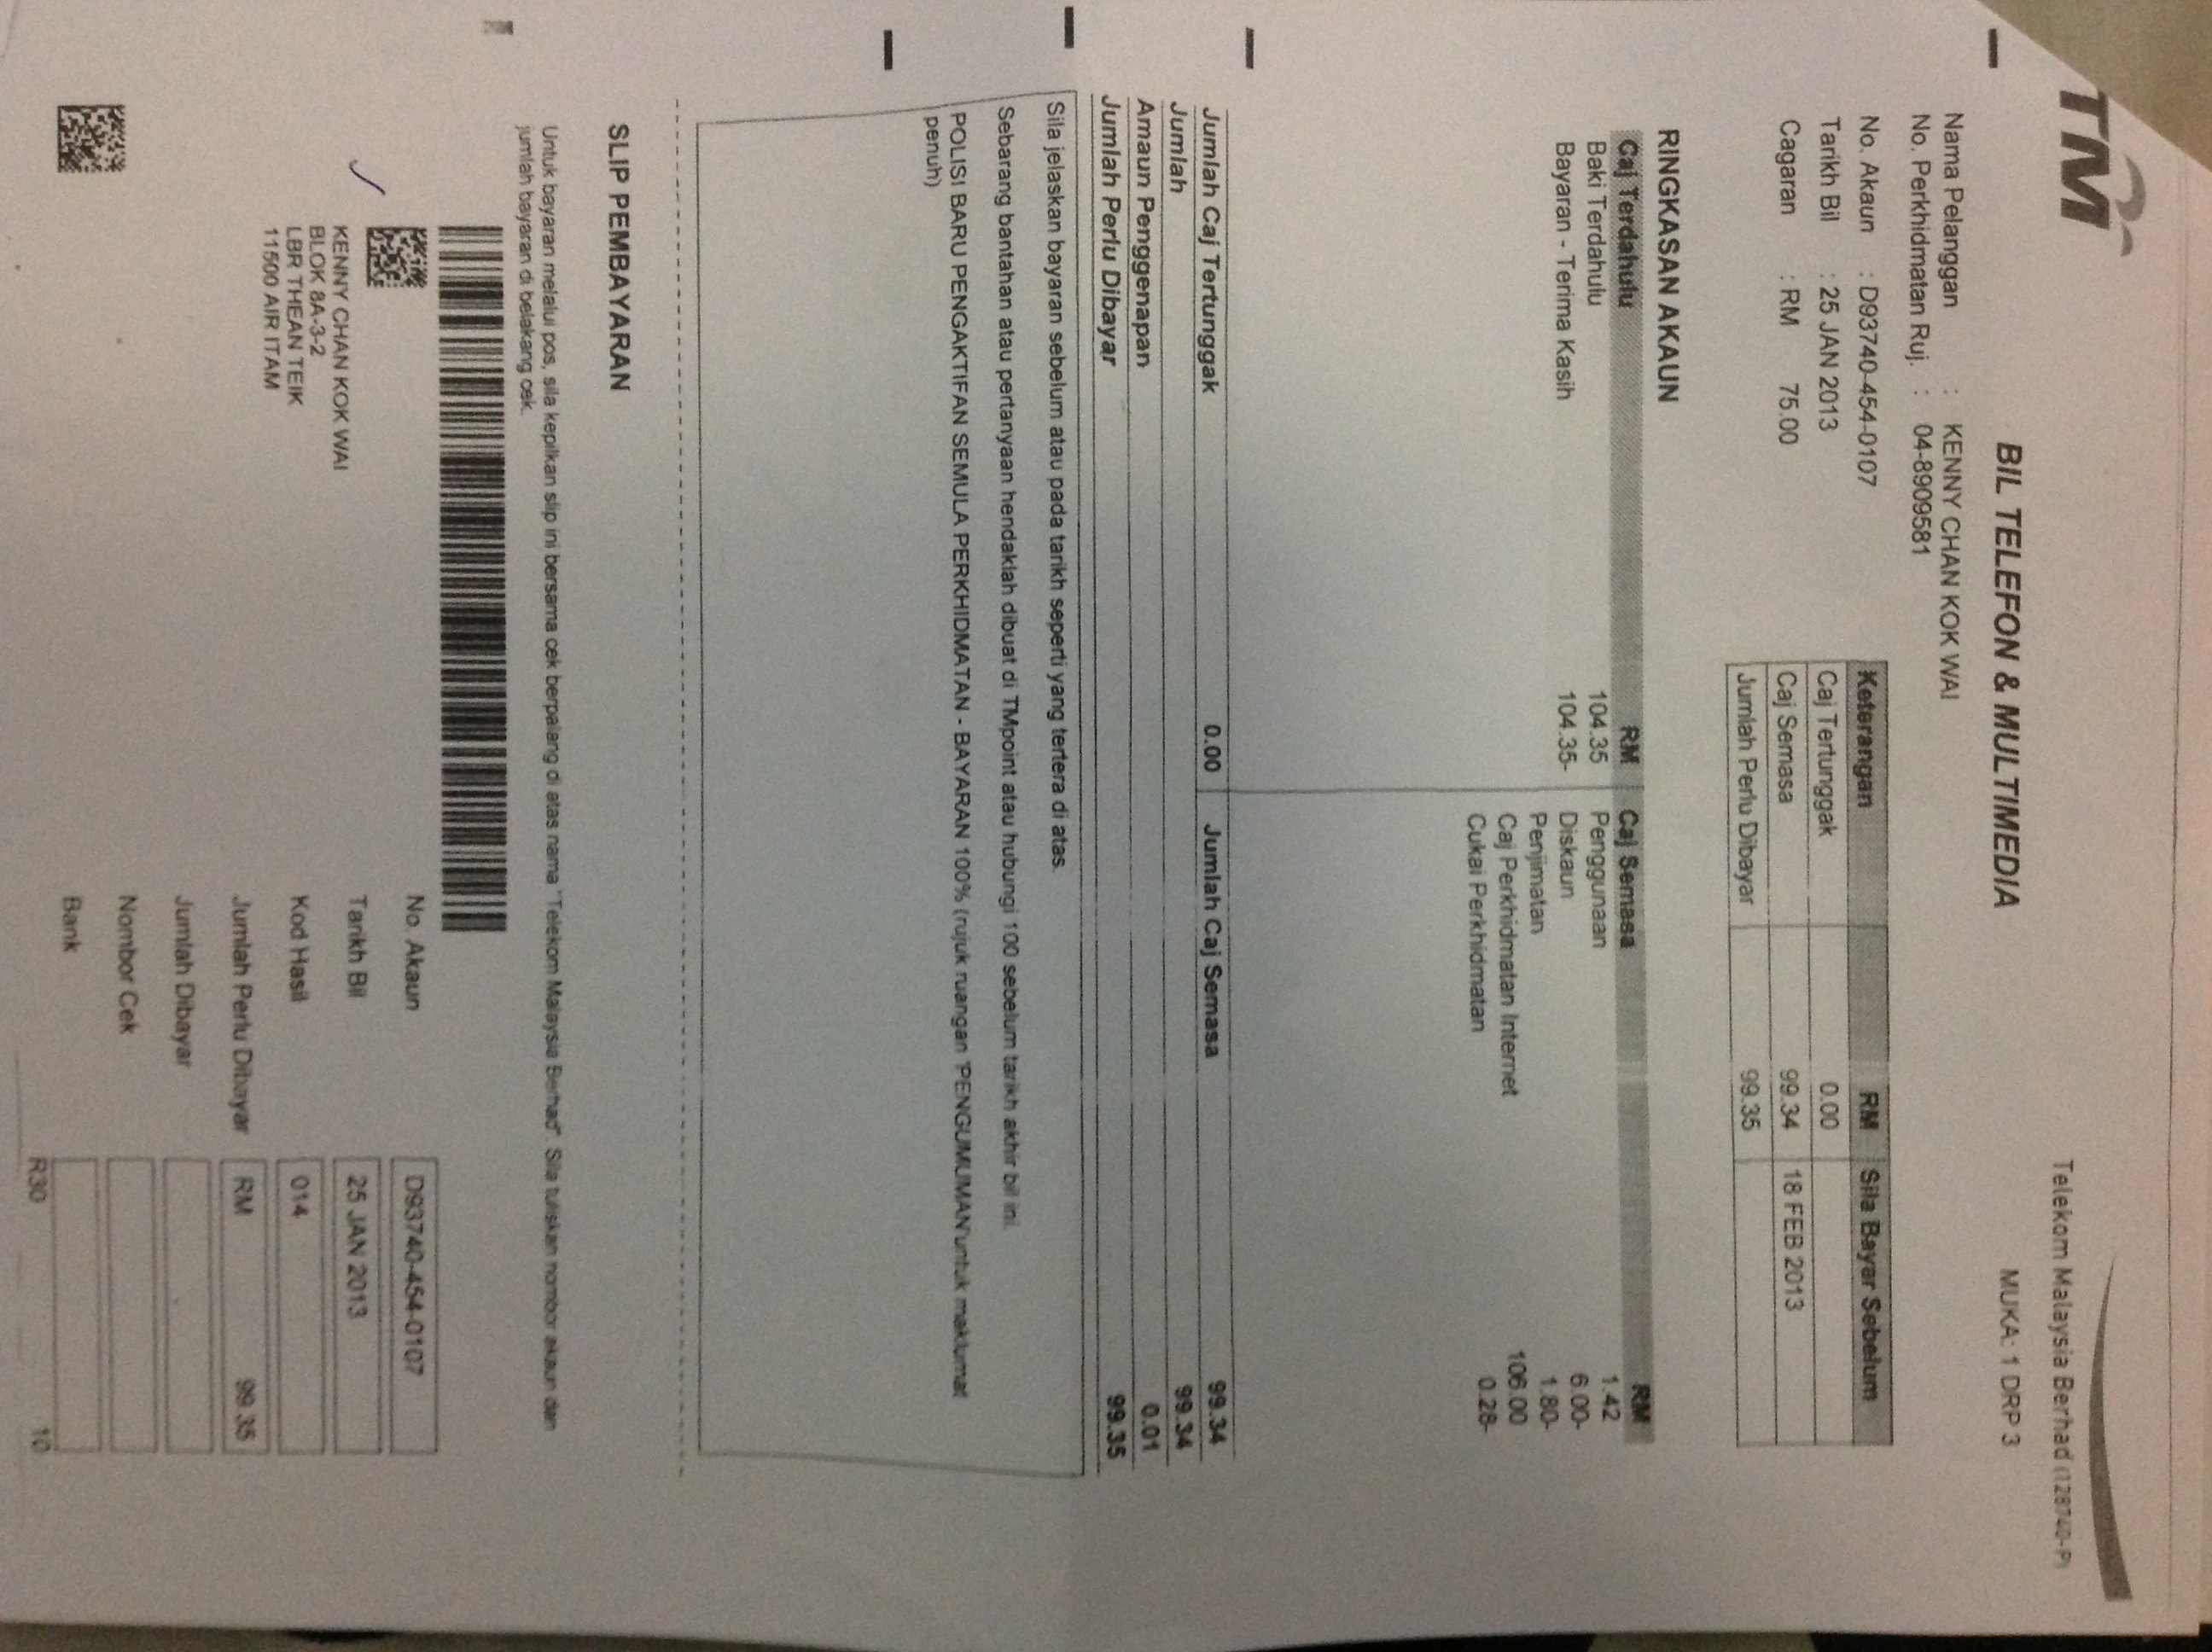 TM
Telekom Malaysia Berhad (128740-P)
BIL TELEFON & MULTIMEDIA
MUKA: 1 DRP 3
Nama Pelanggan : KENNY CHAN KOK WAI
No. Perkhidmatan Ruj. : 04-8909581
No. Akaun : D93740-454-0107
Tarikh Bil : 25 JAN 2013
Cagaran : RM 75.00
Keterangan RM Sila Bayar Sebelum
Caj Tertunggak 0.00
Caj Semasa 99.34 18 FEB 2013
Jumlah Perlu Dibayar 99.35
RINGKASAN AKAUN
Caj Terdahulu RM Caj Semasa RM
Baki Terdahulu 104.35 Penggunaan 1.42
Bayaran - Terima Kasih 104.35- Diskaun 6.00-
Penjimatan 1.80-
Caj Perkhidmatan Internet 106.00
Cukai Perkhidmatan 0.28-
Jumlah Caj Tertunggak 0.00 Jumlah Caj Semasa 99.34
Jumlah 99.34
Amaun Penggenapan 0.01
Jumlah Perlu Dibayar 99.35
Sila jelaskan bayaran sebelum atau pada tarikh seperti yang tertera di atas.
Sebarang bantahan atau pertanyaan hendaklah dibuat di TMpoint atau hubungi 100 sebelum tarikh akhir bil ini.
POLISI BARU PENGAKTIFAN SEMULA PERKHIDMATAN - BAYARAN 100% (rujuk ruangan 'PENGUMUMAN'untuk maklumat
penuh)
SLIP PEMBAYARAN
Untuk bayaran melalui pos, sila kepilkan slip ini bersama cek berpalang di atas nama "Telekom Malaysia Berhad". Sila tuliskan nombor akaun dan
jumlah bayaran di belakang cek.
KENNY CHAN KOK WAI
BLOK 8A-3-2
LBR THEAN TEIK
11500 AIR ITAM
No. Akaun D93740-454-0107
Tarikh Bil 25 JAN 2013
Kod Hasil 014
Jumlah Perlu Dibayar RM 99.35
Jumlah Dibayar
Nombor Cek
Bank
R30 10